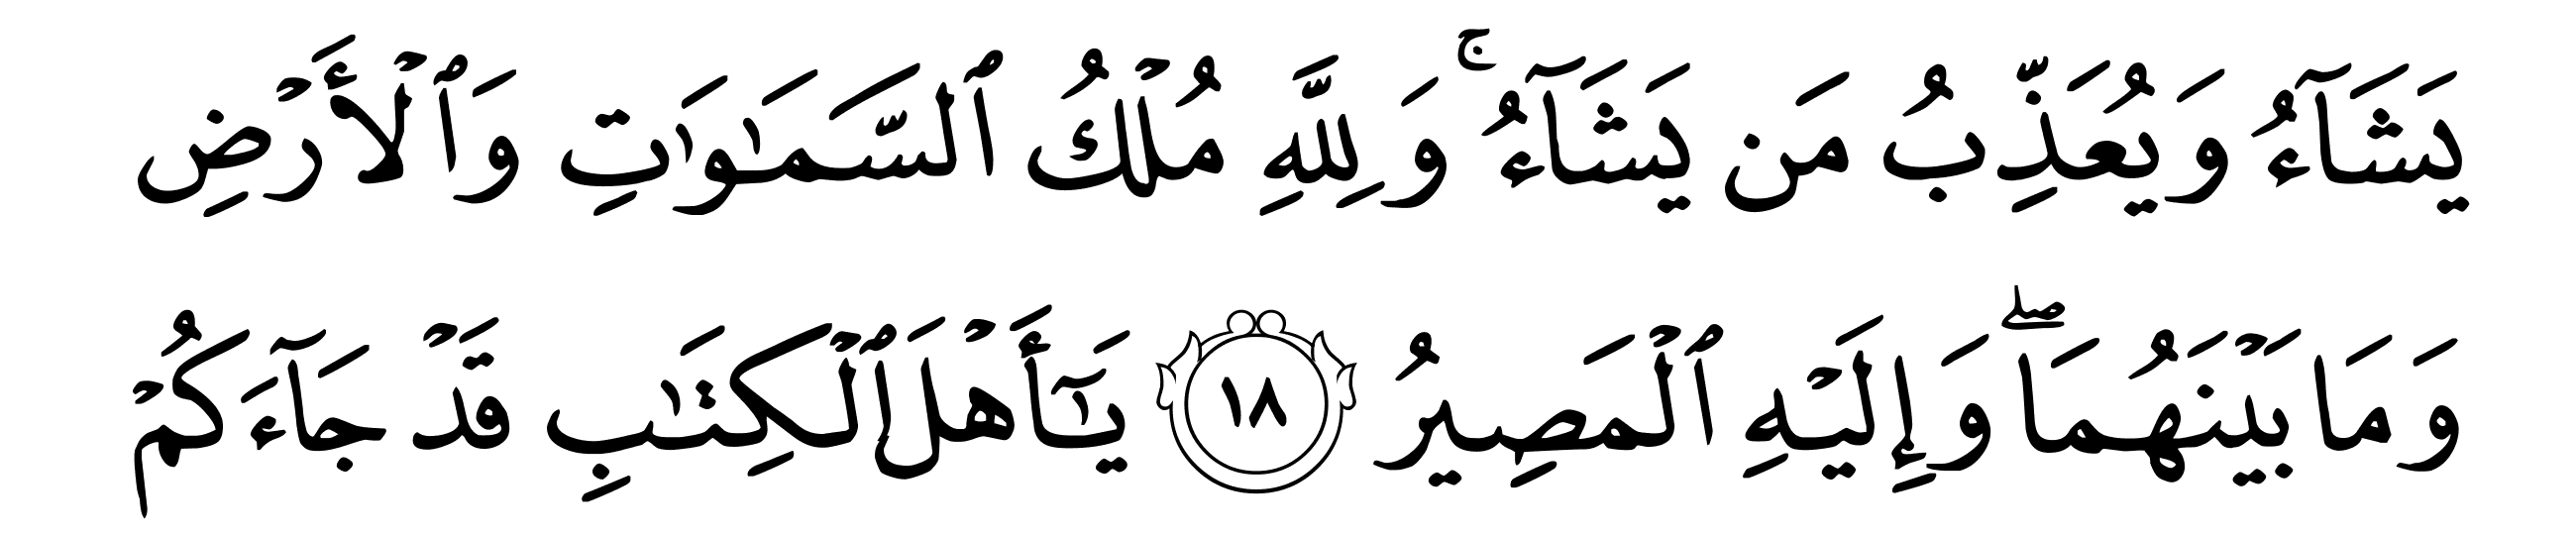 يَشَآءُ وَيُعَذِّبُ مَن يَشَآءُۚ وَلِلَّهِ مُلۡكُ ٱلسَّمَٰوَٰتِ وَٱلۡأَرۡضِ
وَمَا بَيۡنَهُمَاۖ وَإِلَيۡهِ ٱلۡمَصِيرُ ١٨ يَٰٓأَهۡلَ ٱلۡكِتَٰبِ قَدۡ جَآءَكُمۡ